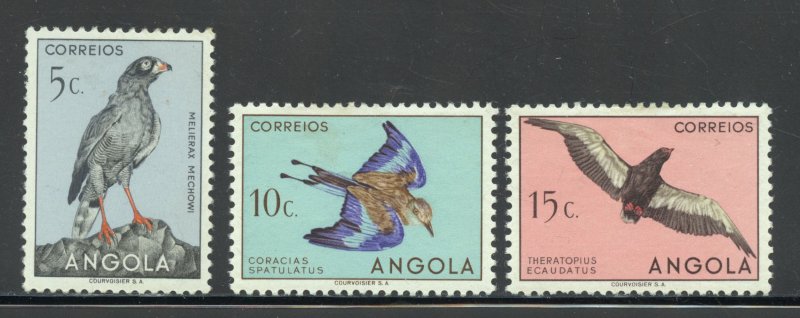 CORREIOS
5C.
MELIERAX MECHOWI
ANGOLA
COURVOISIER S.A.
CORREIOS
10C.
CORACIAS
SPATULATUS
ANGOLA
COURVOISIER S.A.
CORREIOS
15C.
THERATOPIUS
ECAUDATUS
ANGOLA
COURVOISIER S.A.